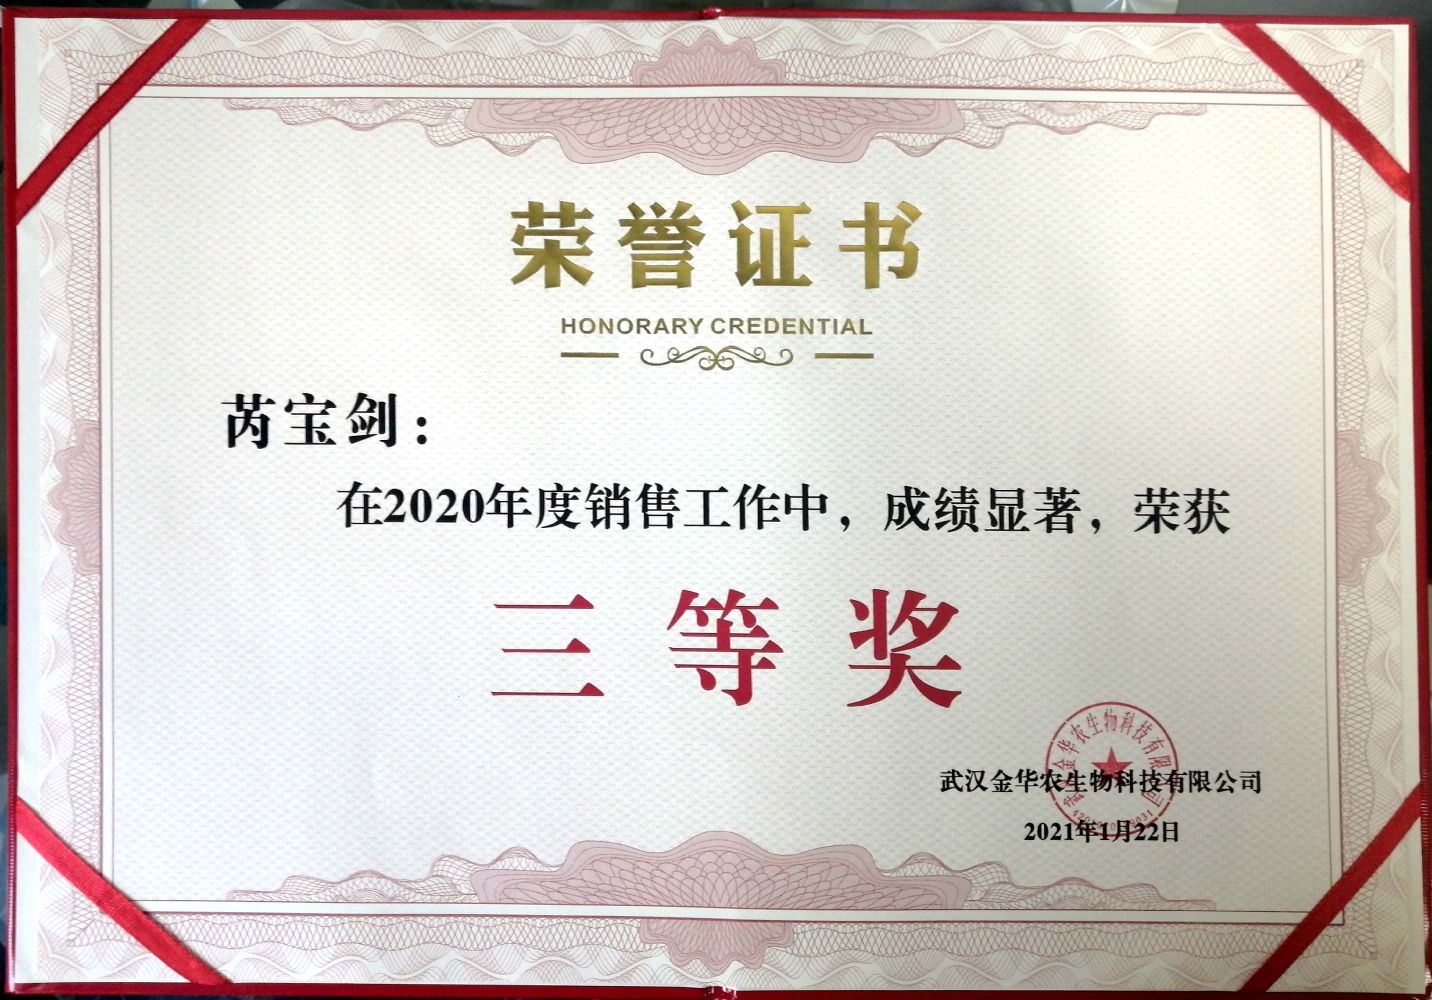 荣誉证书
HONORARY CREDENTIAL
芮宝剑：
在2020年度销售工作中，成绩显著，荣获
三等奖
武汉金华农生物科技有限公司
2021年1月22日